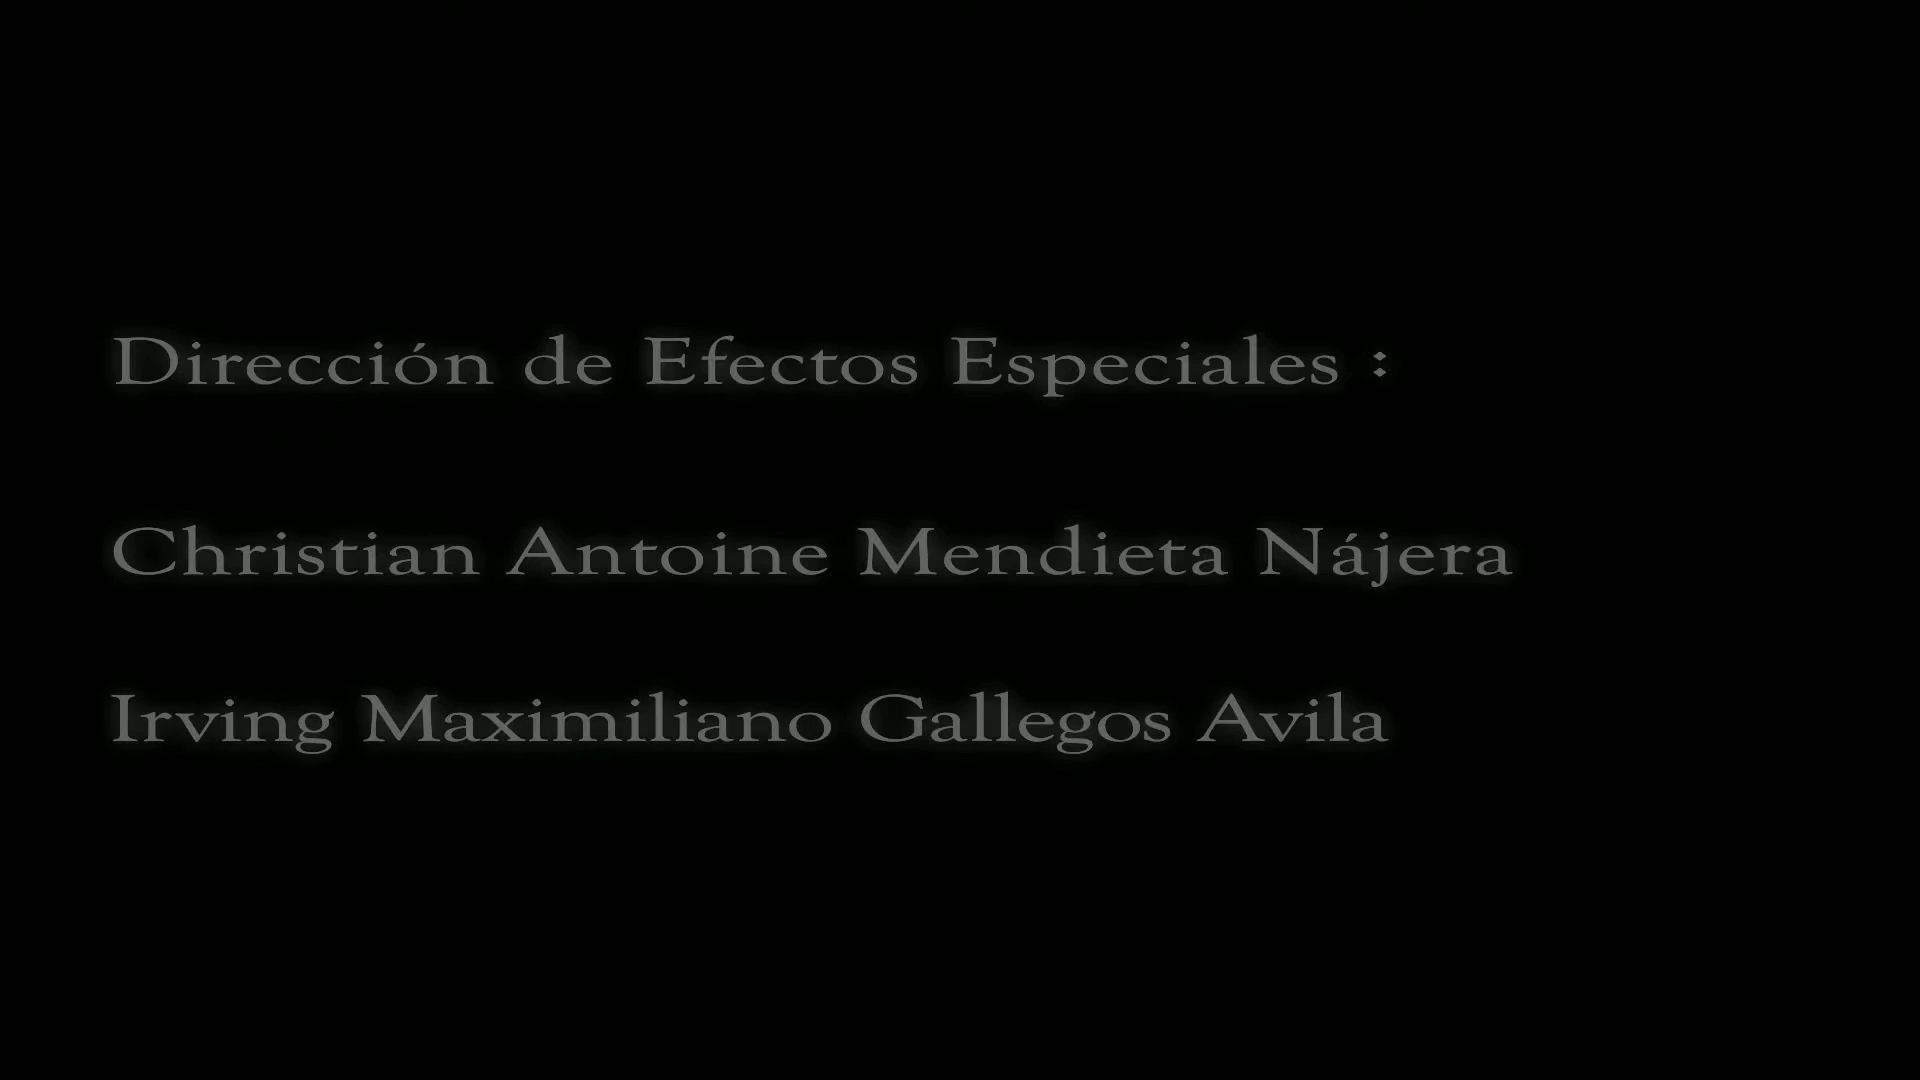 Dirección de Efectos Especiales :
Christian Antoine Mendieta Nájera
Irving Maximiliano Gallegos Avila